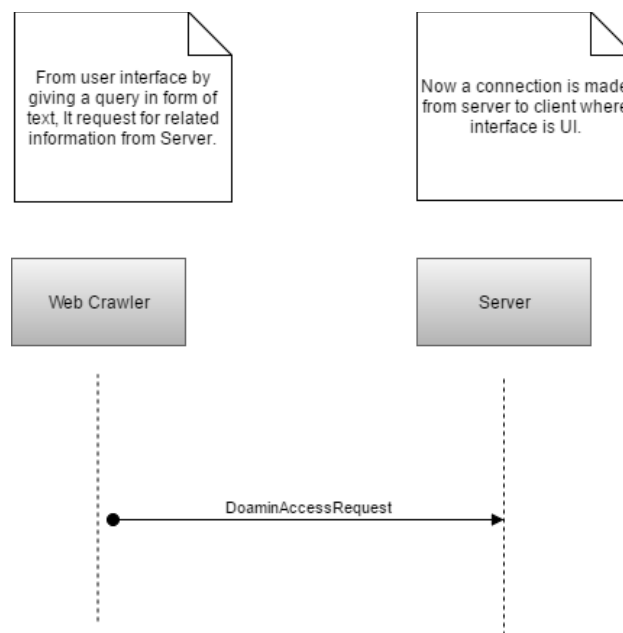 From user interface by
giving a query in form of
text, It request for related
information from Server.
Now a connection is made
from server to client where
interface is UI.
Web Crawler
Server
DoaminAccessRequest